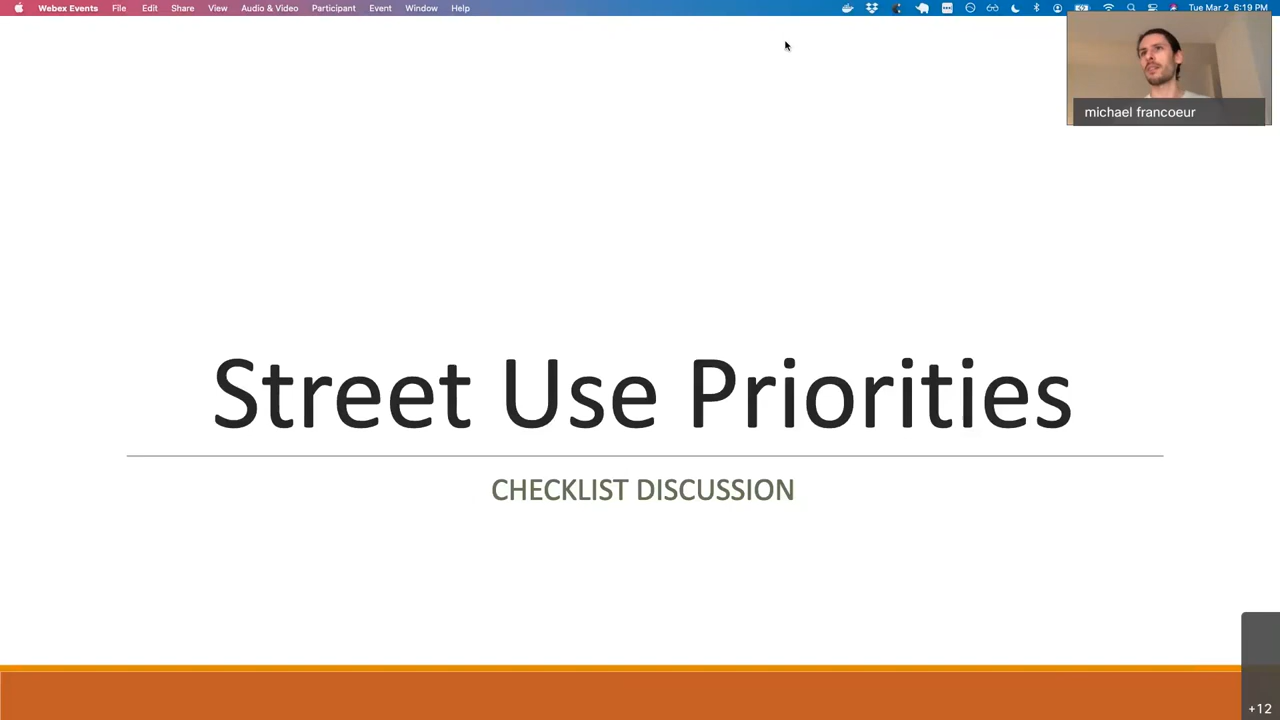 Webex Events File Edit Share View Audio & Video Participant Event Window Help Tue Mar 2 6:19 PM
michael francoeur
Street Use Priorities
CHECKLIST DISCUSSION
+12